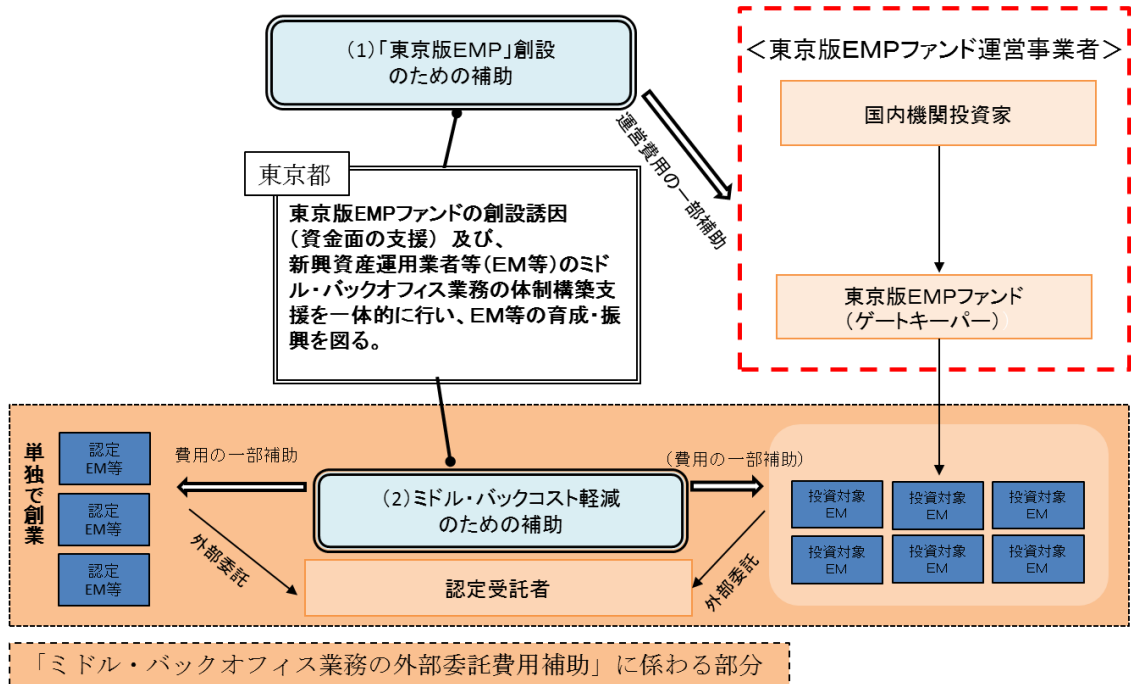 (1)「東京版EMP」創設
のための補助
運営費用の一部補助
＜東京版EMPファンド運営事業者＞
国内機関投資家
東京版EMPファンド
（ゲートキーパー）
東京都
東京版EMPファンドの創設誘因
（資金面の支援） 及び、
新興資産運用業者等（EM等）のミド
ル・バックオフィス業務の体制構築支
援を一体的に行い、EM等の育成・振
興を図る。
単独で創業
認定
EM等
認定
EM等
認定
EM等
費用の一部補助
外部委託
(2)ミドル・バックコスト軽減
のための補助
認定受託者
(費用の一部補助)
外部委託
投資対象
EM
投資対象
EM
投資対象
EM
投資対象
EM
投資対象
EM
投資対象
EM
「ミドル・バックオフィス業務の外部委託費用補助」に係わる部分